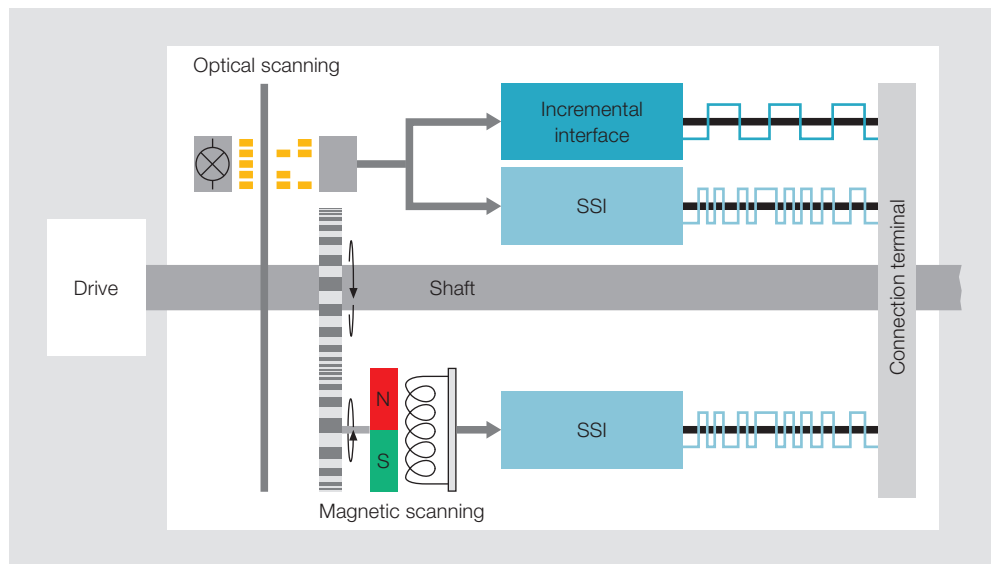 Optical scanning
Incremental
interface
SSI
Drive
Shaft
Connection terminal
N
S
SSI
Magnetic scanning